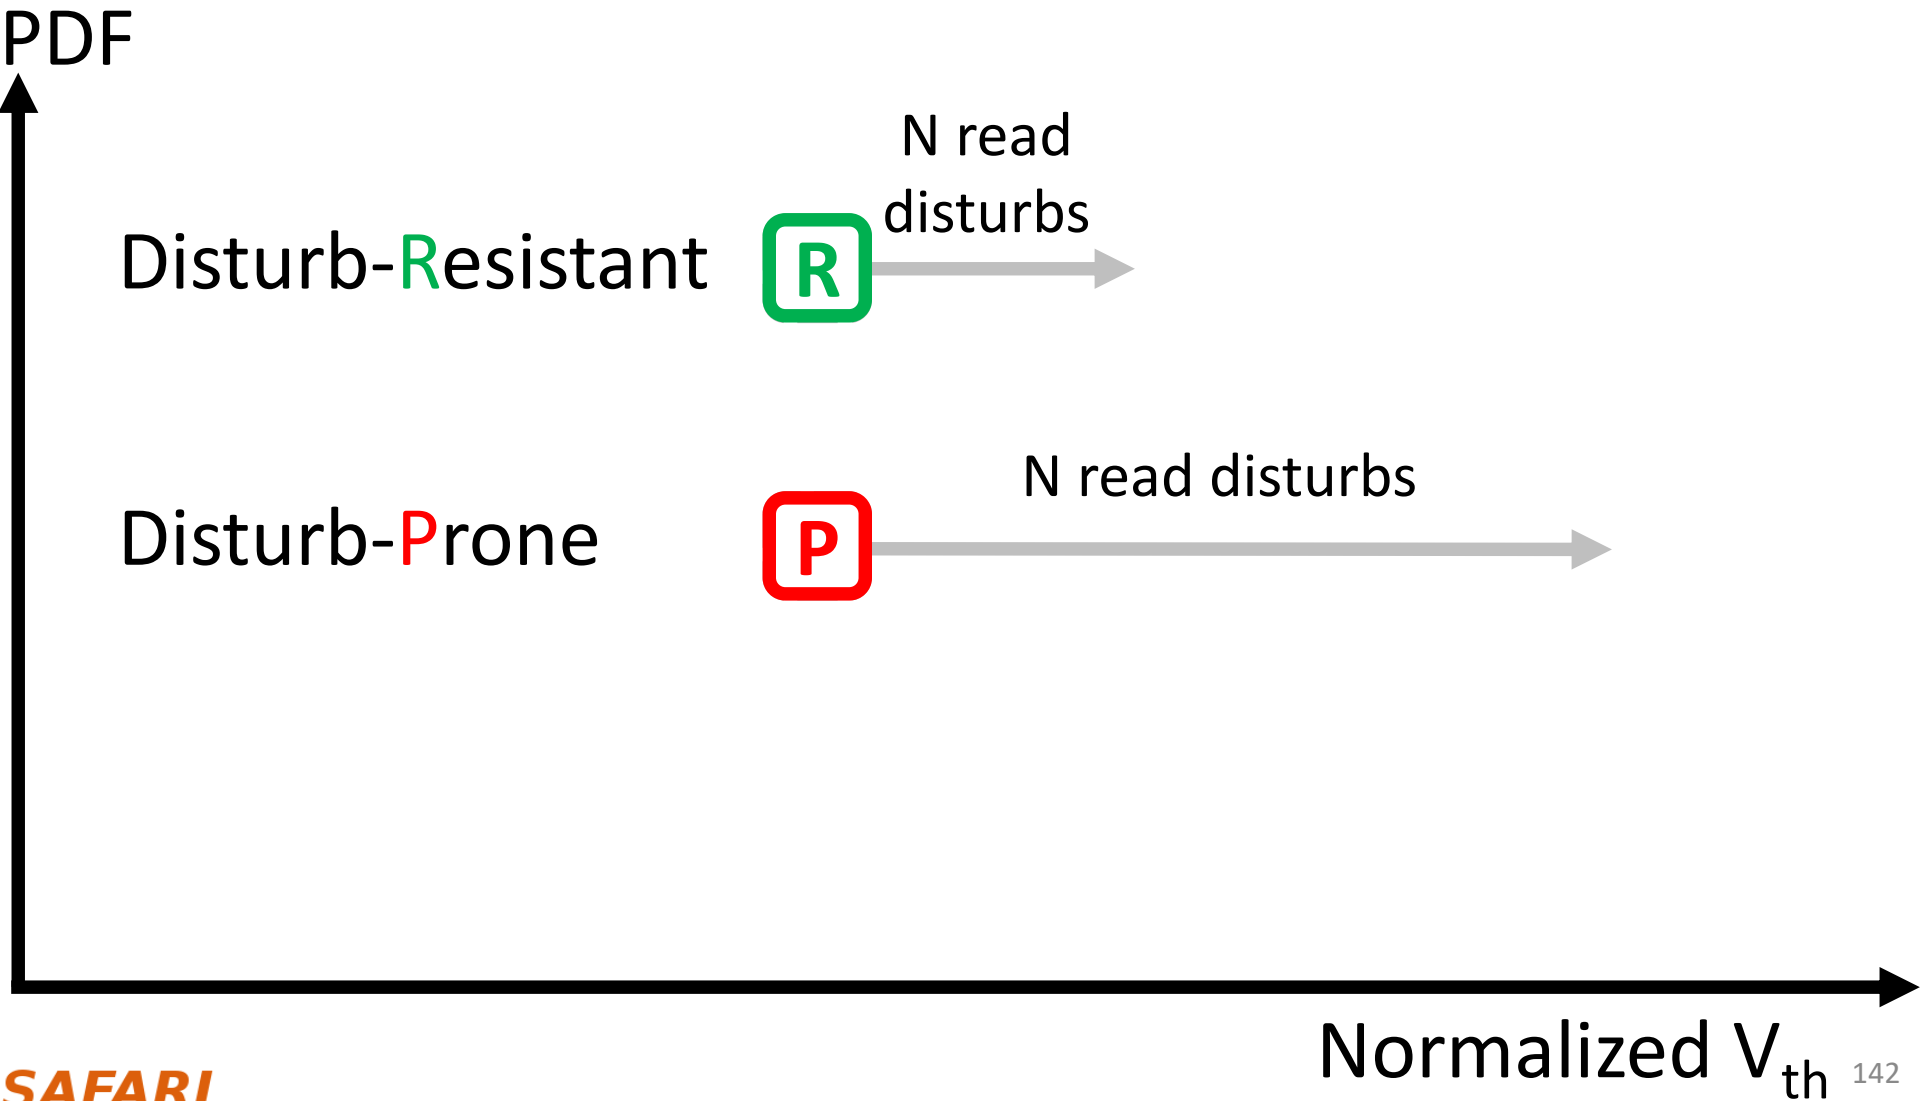 PDF
N read
disturbs
Disturb-Resistant R
N read disturbs
Disturb-Prone P
Normalized Vth
142
SAFARI